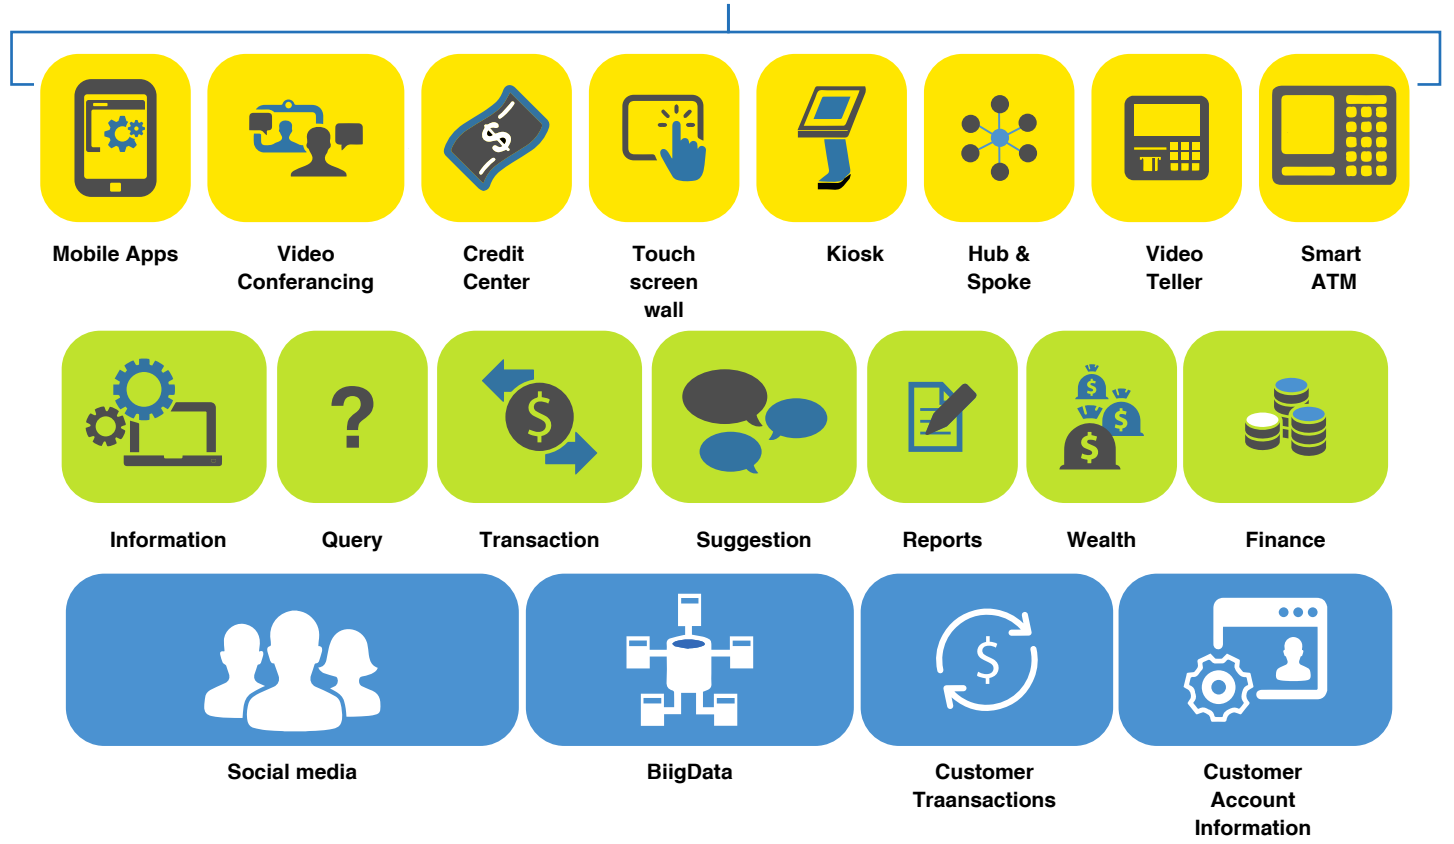 Mobile Apps
Video
Conferancing
Credit
Center
Touch
screen
wall
Kiosk
Hub &
Spoke
Video
Teller
Smart
ATM
Information
?
Query
$
Transaction
Suggestion
Reports
Wealth
Finance
Social media
BiigData
Customer
Traansactions
Customer
Account
Information